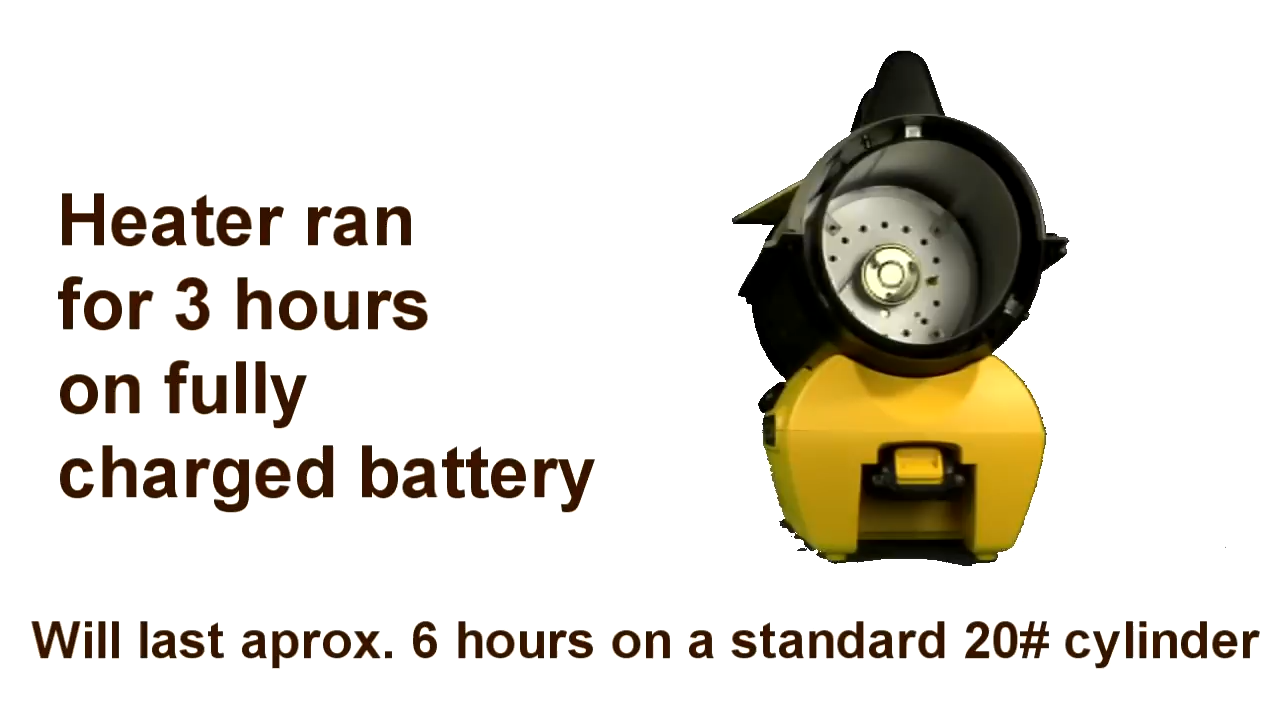 Heater ran
for 3 hours
on fully
charged battery
Will last aprox. 6 hours on a standard 20# cylinder